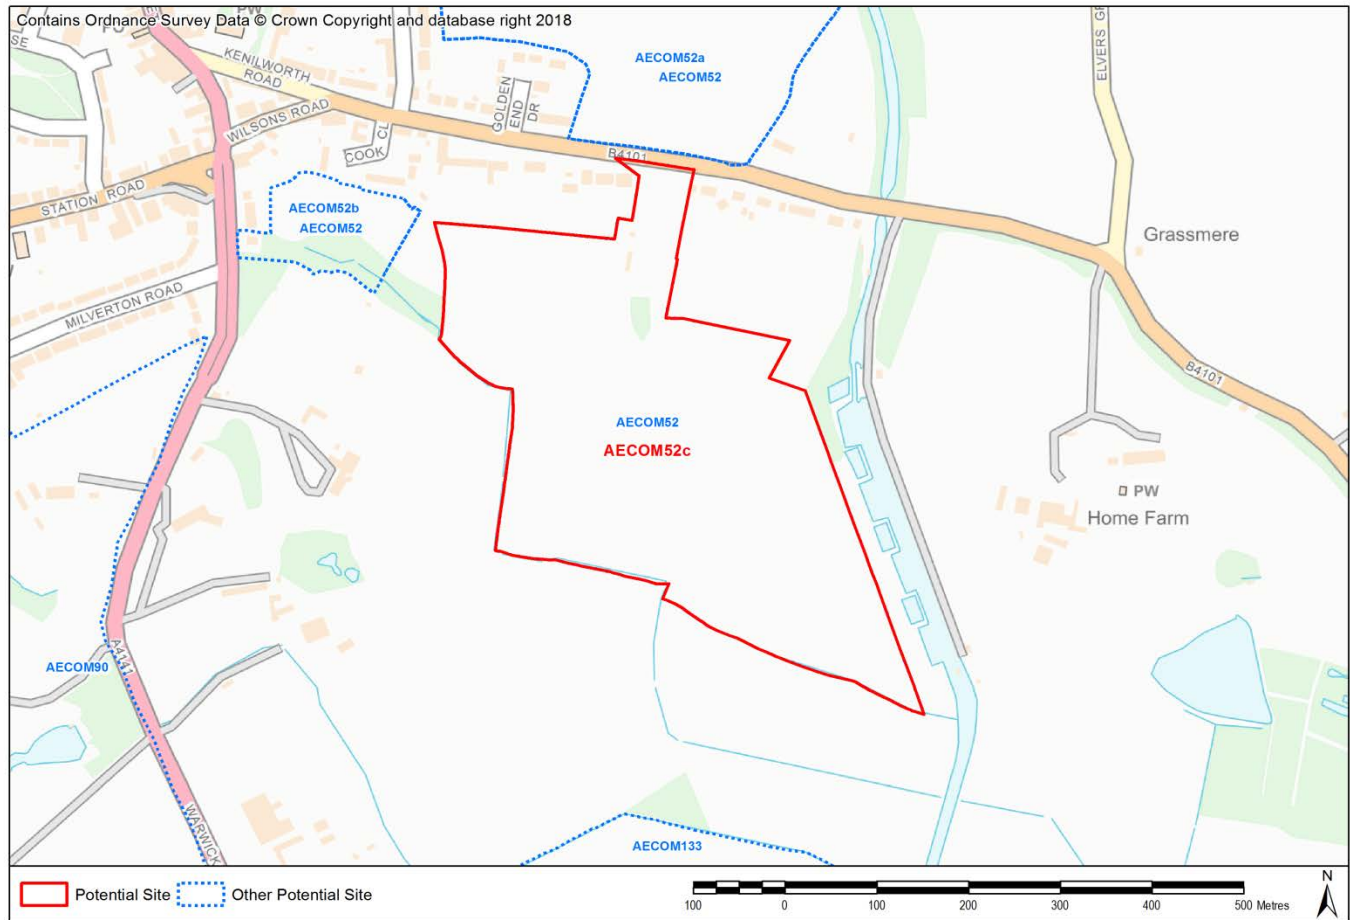 Contains Ordnance Survey Data © Crown Copyright and database right 2018
PW
KENILWORTH
ROAD
WILSONS ROAD
COOK CL
GOLDEN
END
DR
AECOM52a
AECOM52
B4101
ELVERS
STATION ROAD
AECOM52b
AECOM52
Grassmere
MILVERTON ROAD
B4101
AECOM52
AECOM52c
PW
Home Farm
AECOM90
A4141
WARWICK
AECOM133
Potential Site
Other Potential Site
100 0 100 200 300 400 500 Metres
N